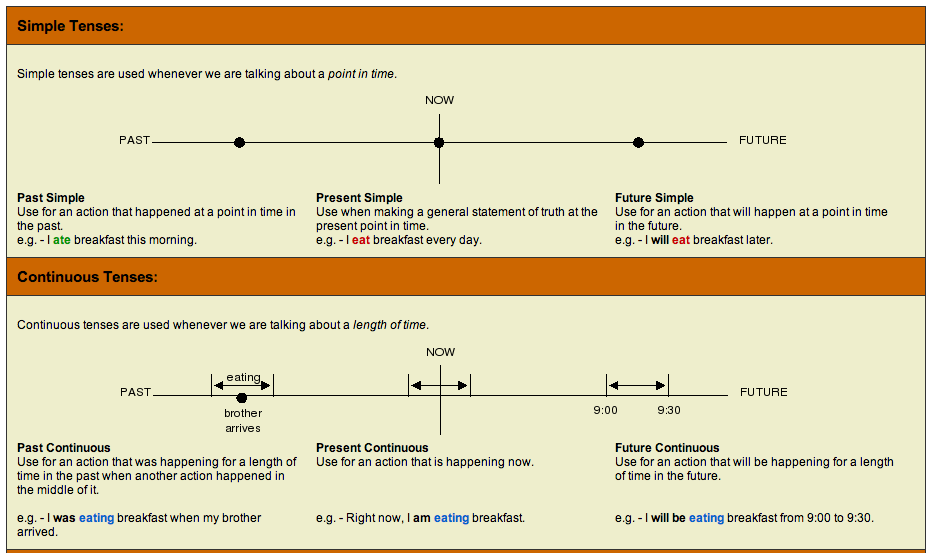 Simple Tenses:
Simple tenses are used whenever we are talking about a point in time.
NOW
PAST
FUTURE
Past Simple
Use for an action that happened at a point in time in
the past.
e.g. - I ate breakfast this morning.
Present Simple
Use when making a general statement of truth at the
present point in time.
e.g. - I eat breakfast every day.
Future Simple
Use for an action that will happen at a point in time
in the future.
e.g. - I will eat breakfast later.
Continuous Tenses:
Continuous tenses are used whenever we are talking about a length of time.
NOW
eating
PAST
FUTURE
brother
arrives
9:00
9:30
Past Continuous
Use for an action that was happening for a length of
time in the past when another action happened in
the middle of it.
e.g. - I was eating breakfast when my brother
arrived.
Present Continuous
Use for an action that is happening now.
e.g. - Right now, I am eating breakfast.
Future Continuous
Use for an action that will be happening for a length
of time in the future.
e.g. - I will be eating breakfast from 9:00 to 9:30.